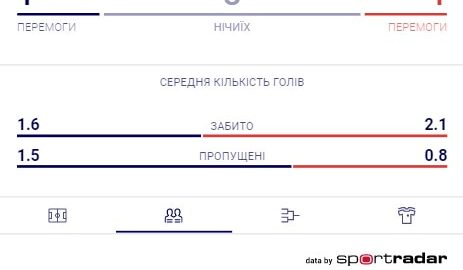 ПЕРЕМОГИ НІЧИЇХ ПЕРЕМОГИ
СЕРЕДНЯ КІЛЬКІСТЬ ГОЛІВ
1.6 ЗАБИТО 2.1
1.5 ПРОПУЩЕНІ 0.8
data by sportradar